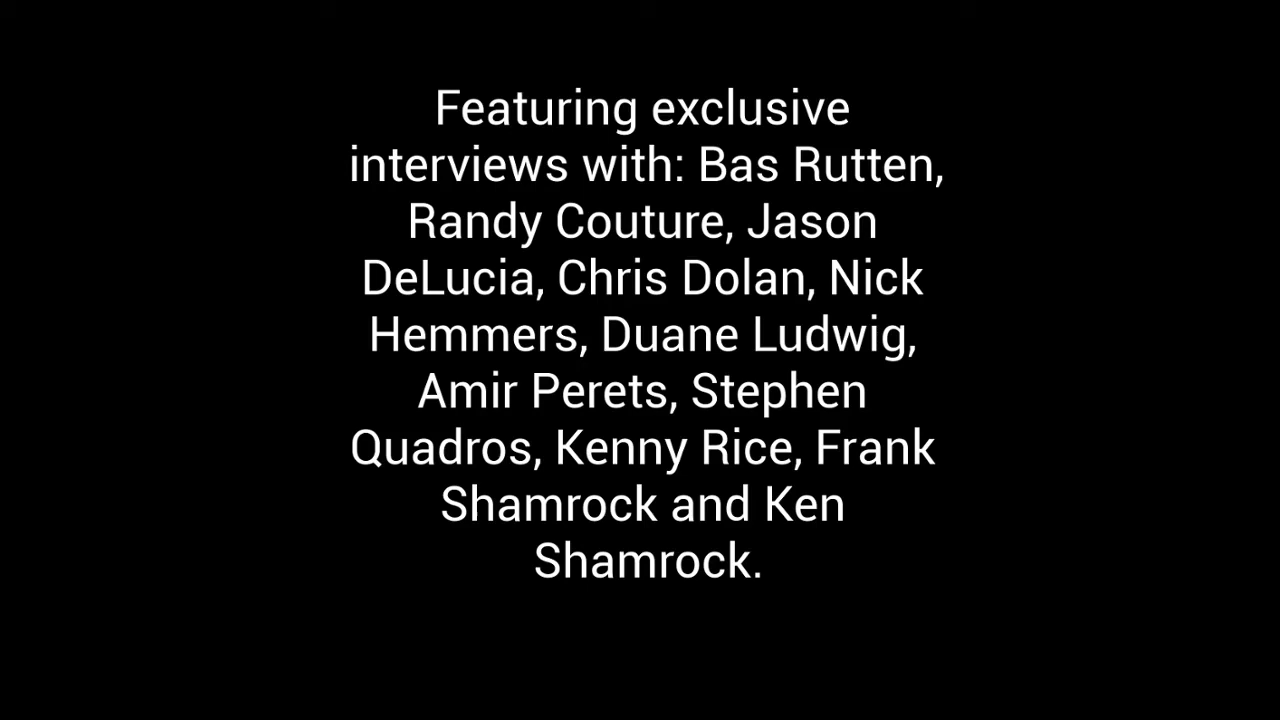 Featuring exclusive
interviews with: Bas Rutten,
Randy Couture, Jason
DeLucia, Chris Dolan, Nick
Hemmers, Duane Ludwig,
Amir Perets, Stephen
Quadros, Kenny Rice, Frank
Shamrock and Ken
Shamrock.